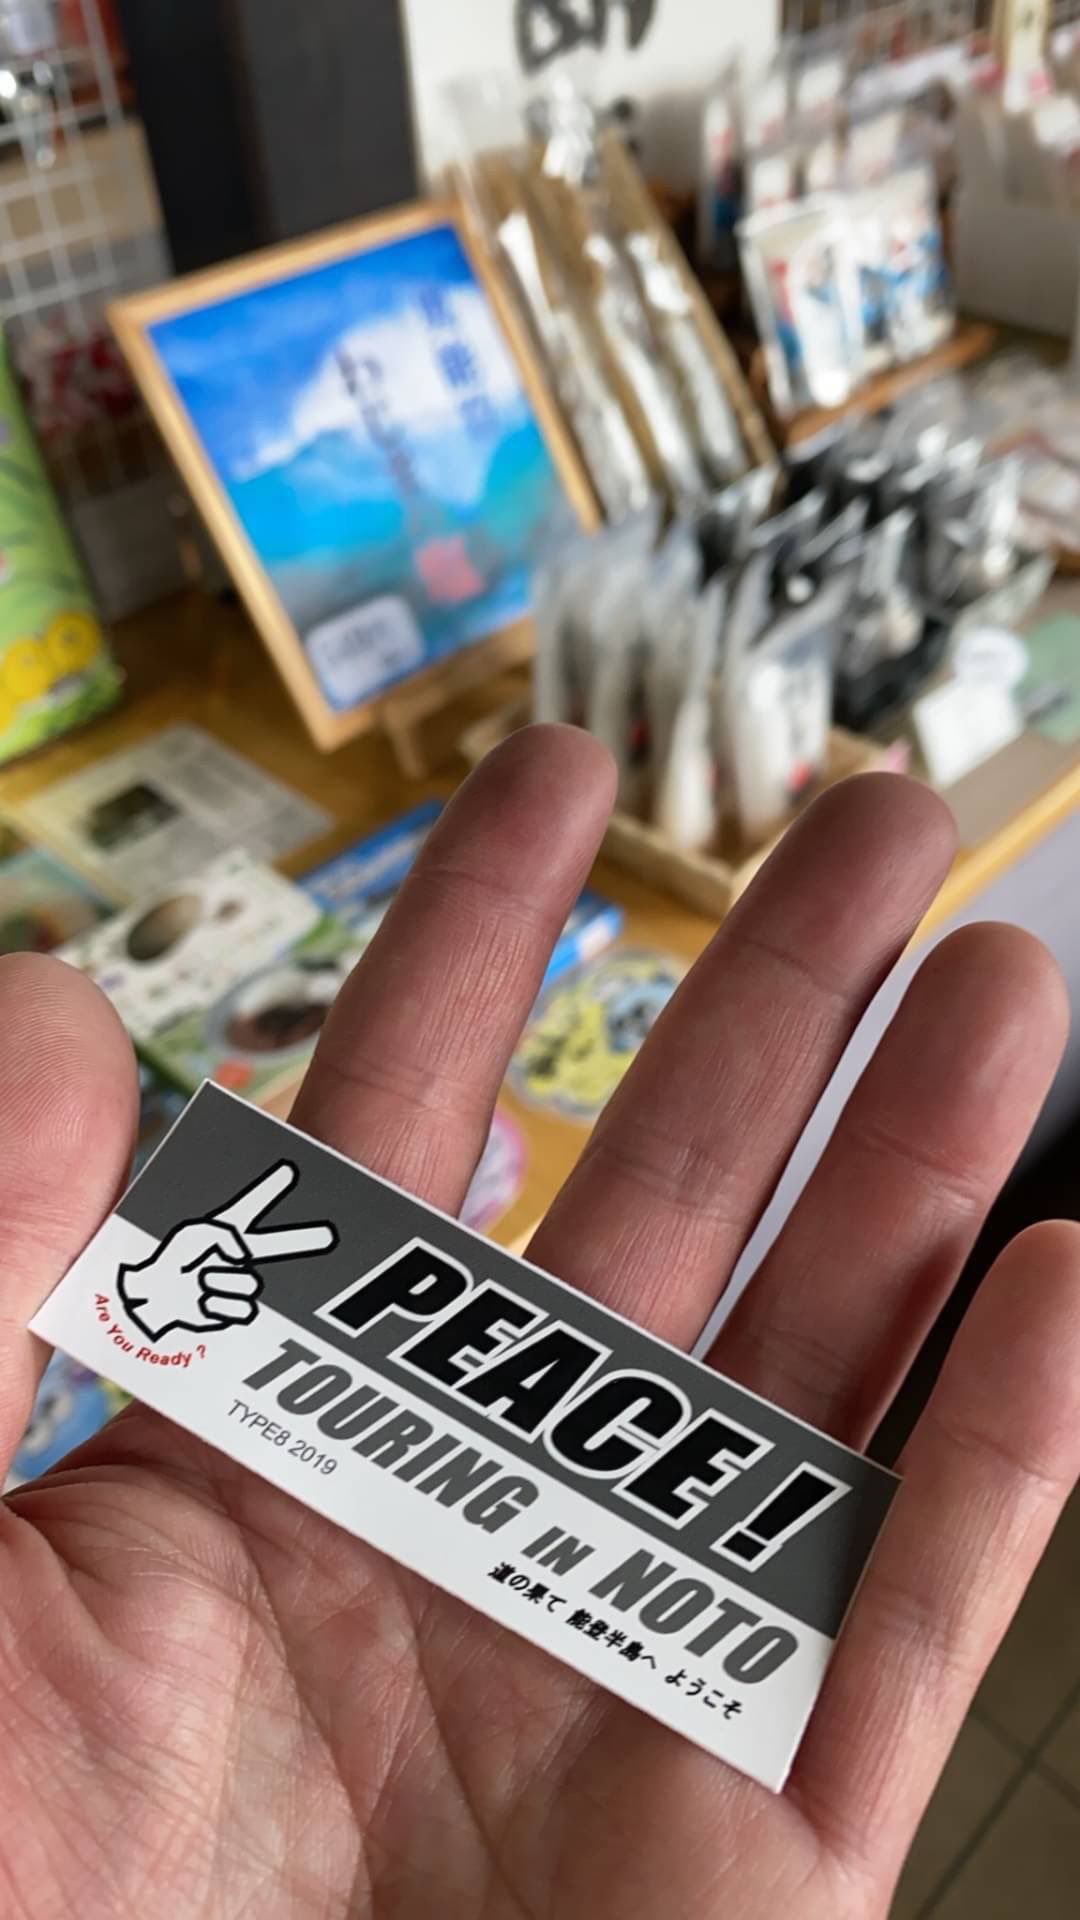 PEACE!
Are You Ready?
TOURING IN NOTO
TYPE8 2019
道の果て 能登半島へ ようこそ